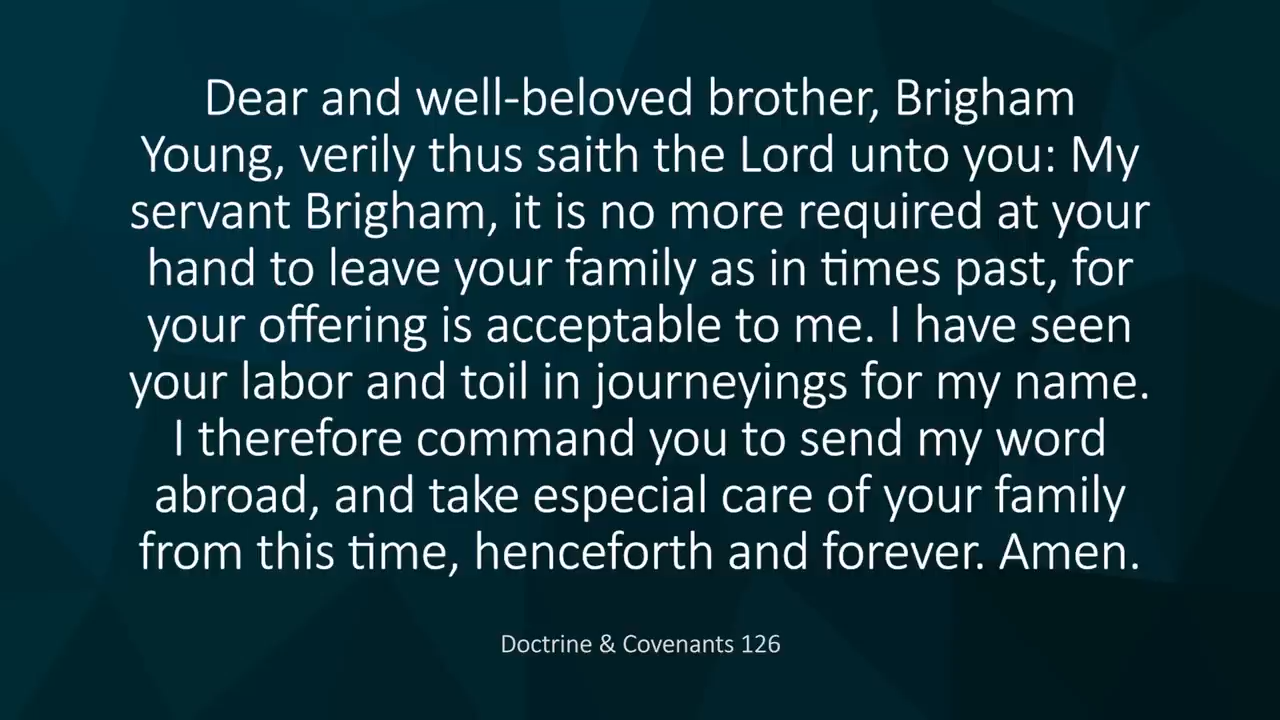 Dear and well-beloved brother, Brigham
Young, verily thus saith the Lord unto you: My
servant Brigham, it is no more required at your
hand to leave your family as in times past, for
your offering is acceptable to me. I have seen
your labor and toil in journeyings for my name.
I therefore command you to send my word
abroad, and take especial care of your family
from this time, henceforth and forever. Amen.
Doctrine & Covenants 126